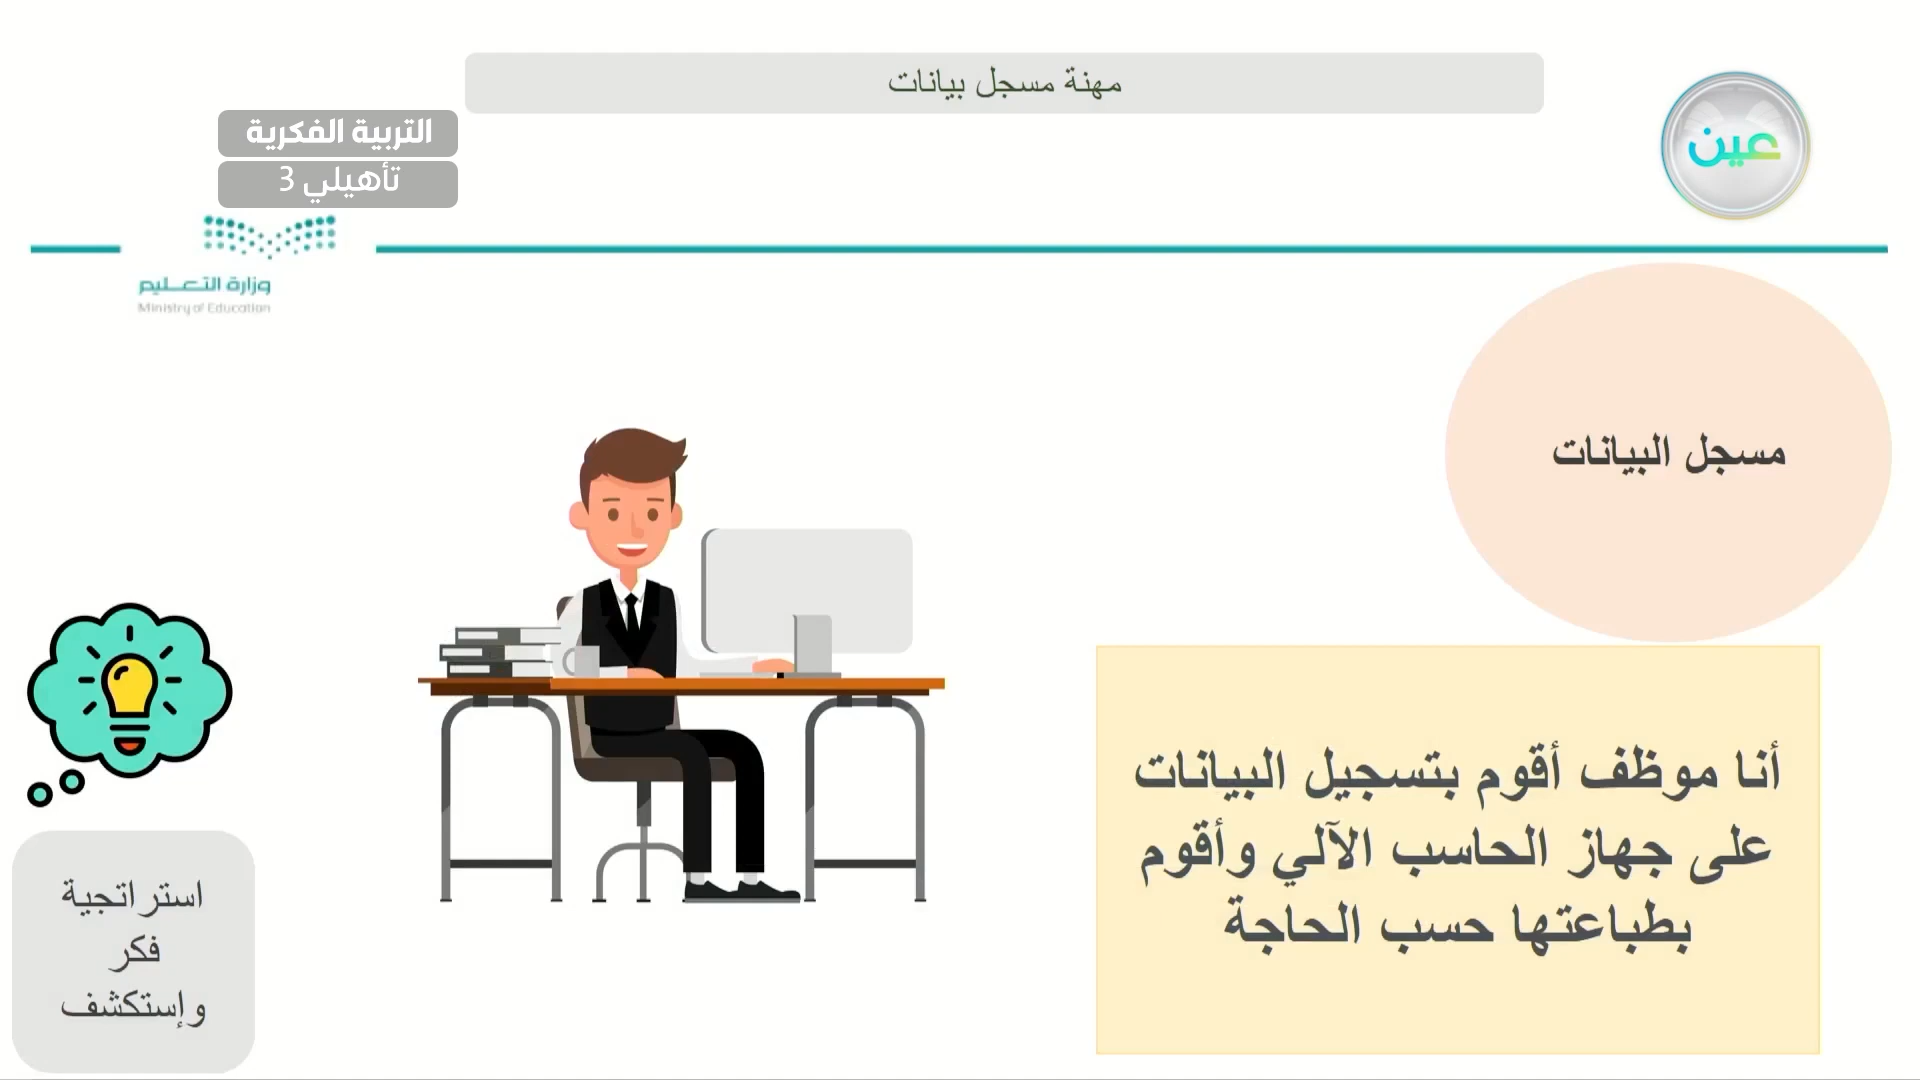 مهنة مسجل بيانات
عين
التربية الفكرية
تأهيلي 3
وزارة التعـــليم
Ministry of Education
مسجل البيانات
أنا موظف أقوم بتسجيل البيانات
على جهاز الحاسب الآلي وأقوم
بطباعتها حسب الحاجة
استراتجية
فكر
وإستكشف